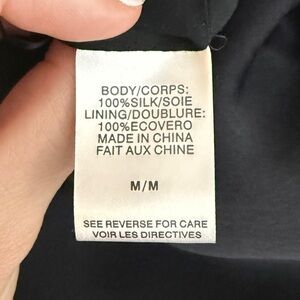 BODY/CORPS:
100%SILK/SOIE
LINING/DOUBLURE:
100%ECOVERO
MADE IN CHINA
FAIT AUX CHINE
M/M
SEE REVERSE FOR CARE
VOIR LES DIRECTIVES